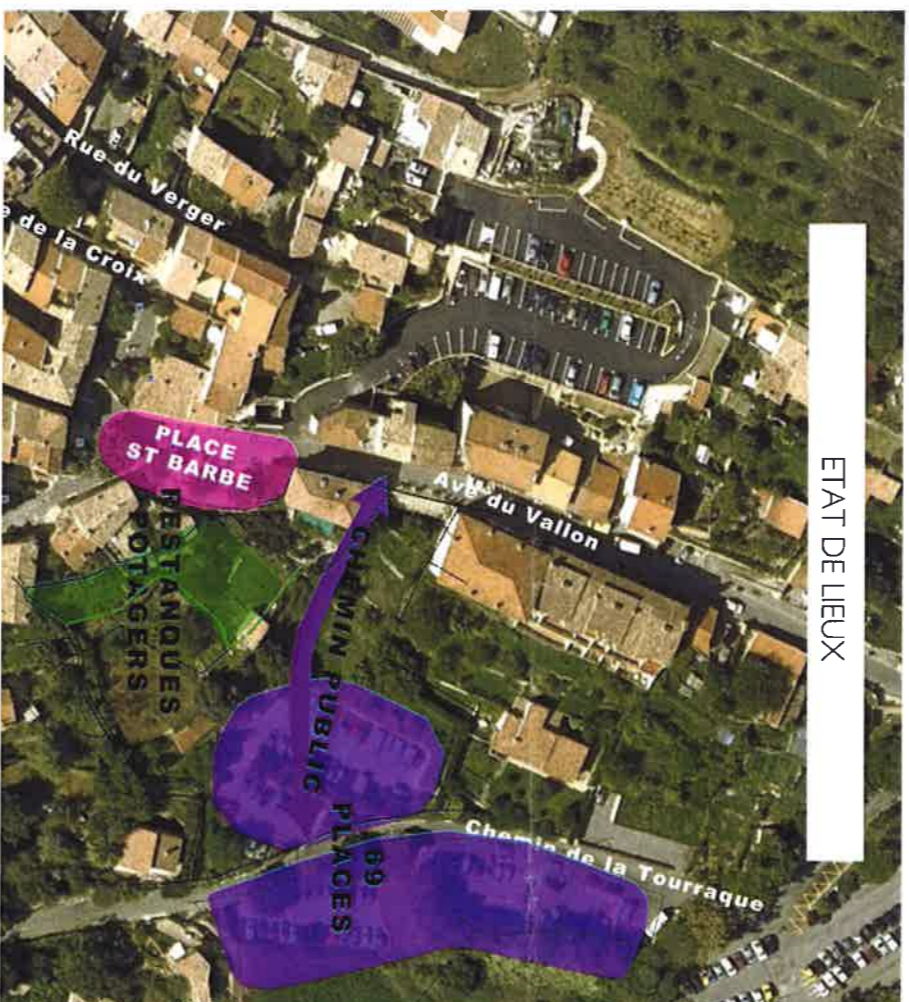 ETAT DE LIEUX
Rue du Verger
e de la Croix
PLACE
ST BARBE
Ave du Vallon
RESTANQUES
POTAGERS
CHEMIN PUBLIC
69
PLACES
Chemin de la Tourraque